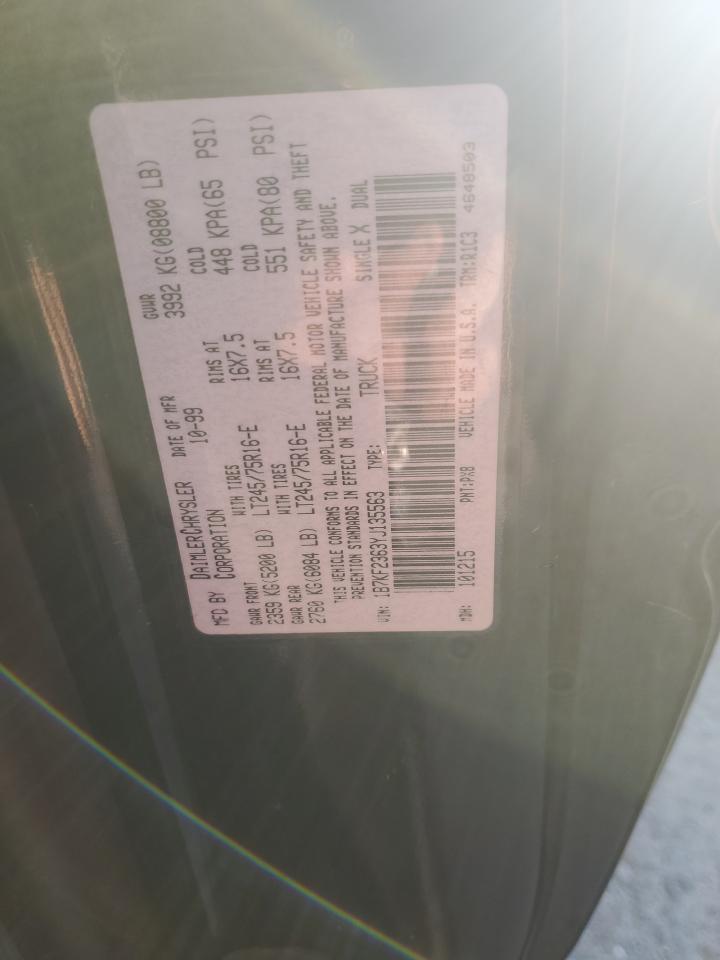 MFD BY DAIMLERCHRYSLER CORPORATION
DATE OF MFR 10-99
GVWR 3992 KG(08800 LB)
GAWR FRONT WITH TIRES RIMS AT COLD
2359 KG(5200 LB) LT245/75R16-E 16X7.5 448 KPA(65 PSI)
GAWR REAR WITH TIRES RIMS AT COLD
2760 KG(6084 LB) LT245/75R16-E 16X7.5 551 KPA(80 PSI)
THIS VEHICLE CONFORMS TO ALL APPLICABLE FEDERAL MOTOR VEHICLE SAFETY AND THEFT
PREVENTION STANDARDS IN EFFECT ON THE DATE OF MANUFACTURE SHOWN ABOVE.
VIN: 1B7KF2363YJ135563 TYPE: TRUCK SINGLE X DUAL
MDH: 101215 PNT:PX8 VEHICLE MADE IN U.S.A. TRM:R1C3 4648503